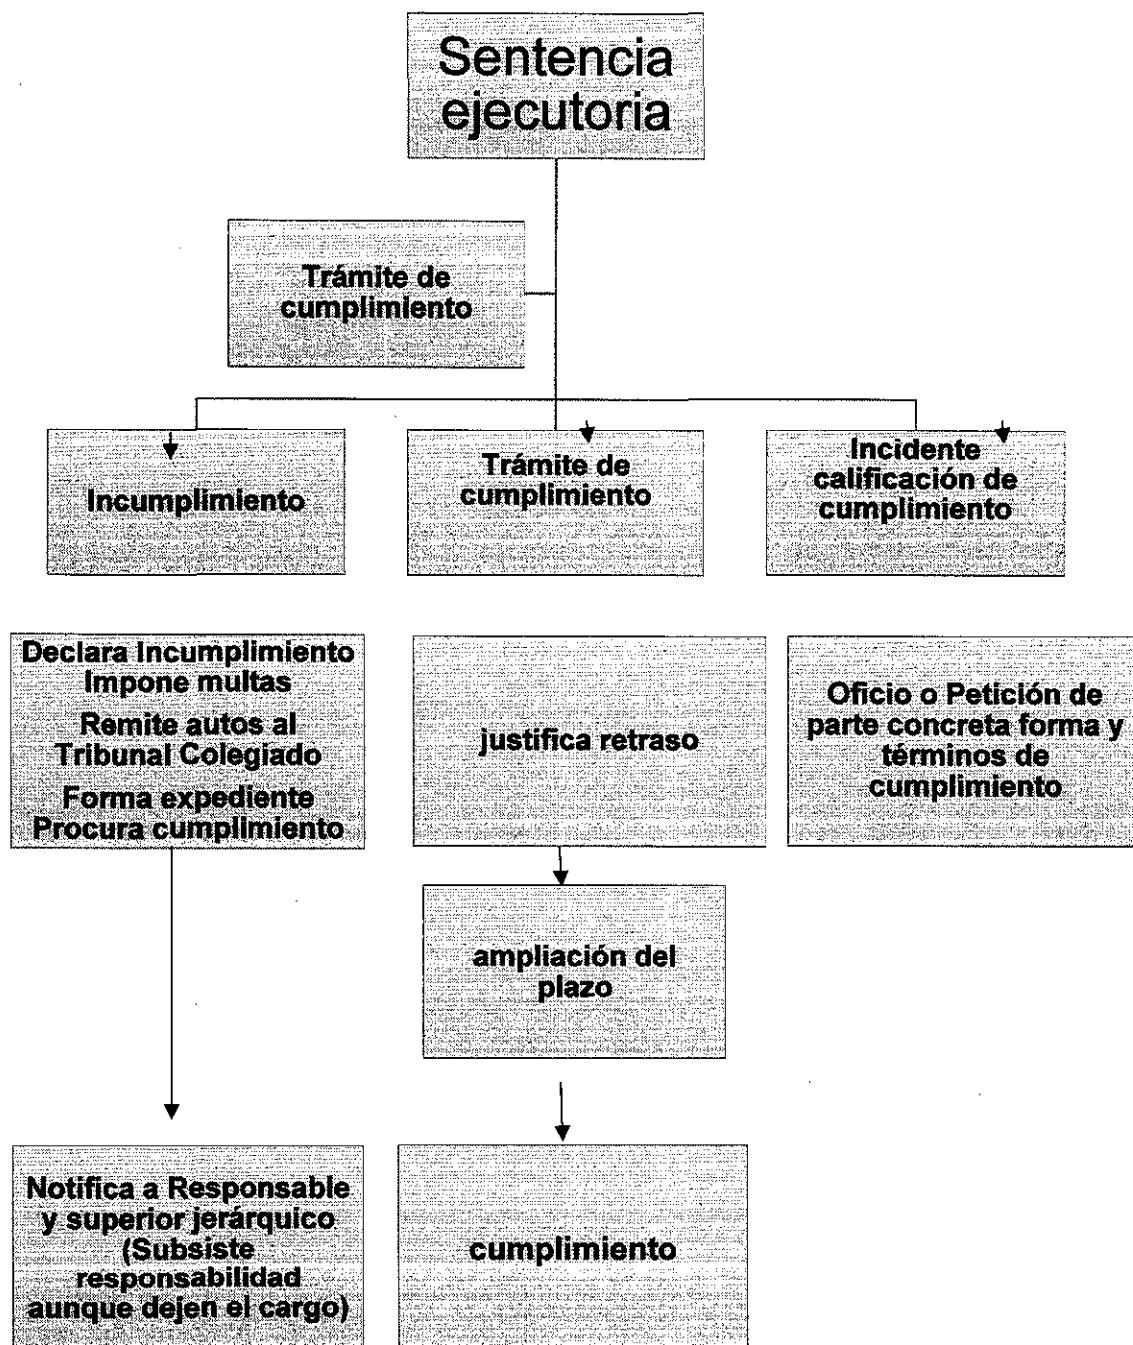 Sentencia
ejecutoria
Trámite de
cumplimiento
Incumplimiento
Trámite de
cumplimiento
Incidente
calificación de
cumplimiento
Declara Incumplimiento
Impone multas
Remite autos al
Tribunal Colegiado
Forma expediente
Procura cumplimiento
justifica retraso
Oficio o Petición de
parte concreta forma y
términos de
cumplimiento
ampliación del
plazo
Notifica a Responsable
y superior jerárquico
(Subsiste
responsabilidad
aunque dejen el cargo)
cumplimiento